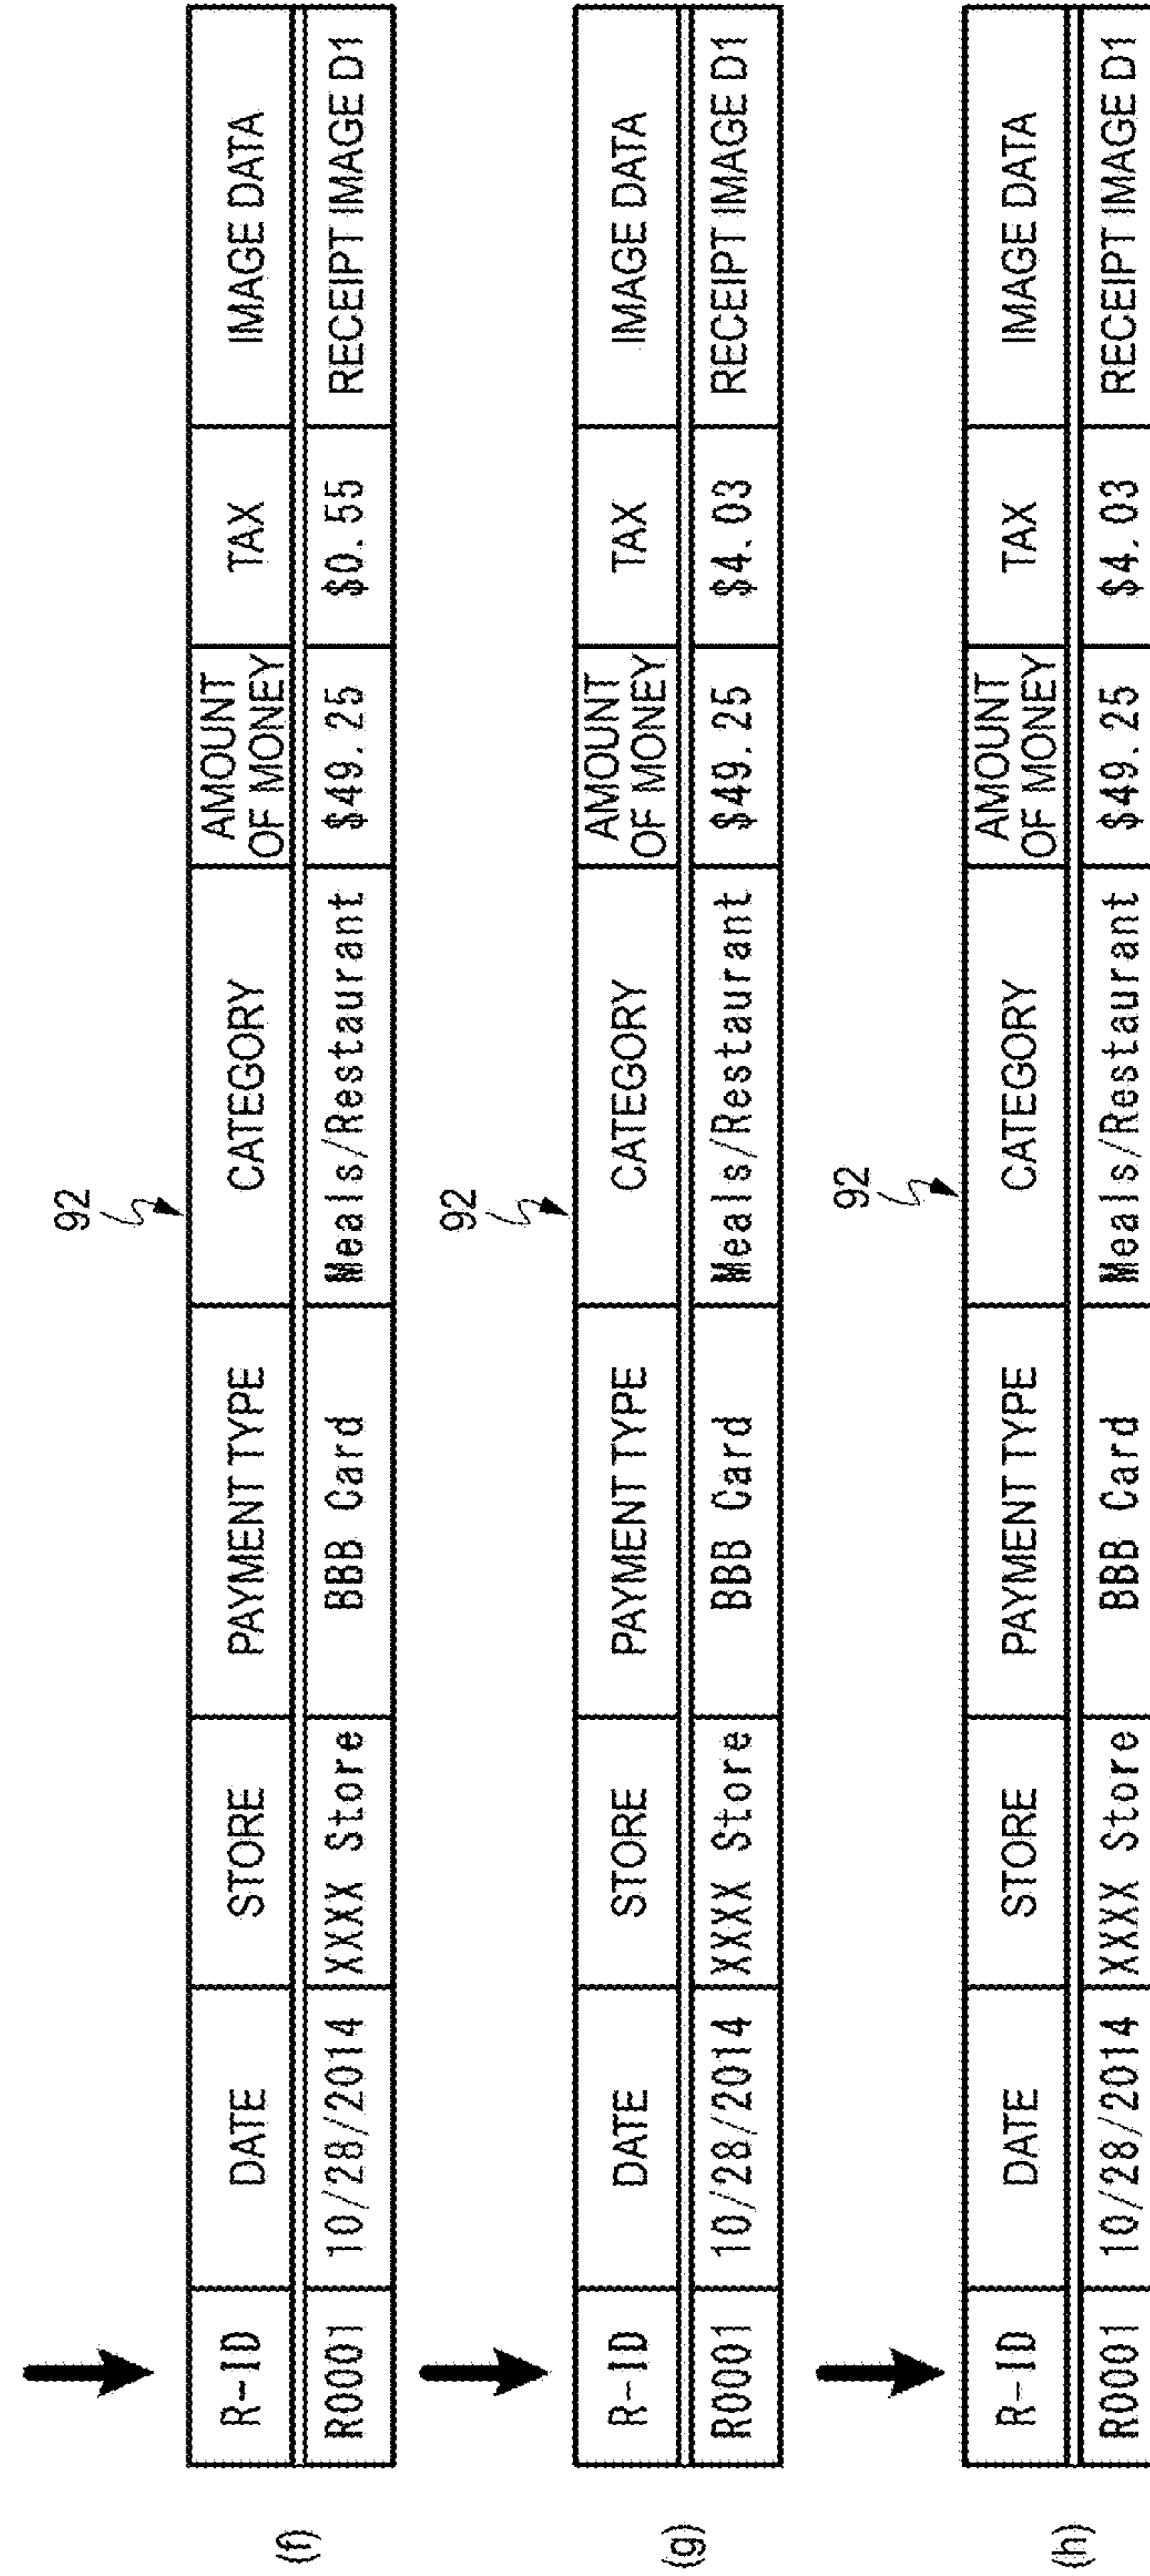 92
R-ID DATE STORE PAYMENT TYPE CATEGORY AMOUNT OF MONEY TAX IMAGE DATA
(f) R0001 10/28/2014 XXXX Store BBB Card Meals/Restaurant $49.25 $0.55 RECEIPT IMAGE D1
92
R-ID DATE STORE PAYMENT TYPE CATEGORY AMOUNT OF MONEY TAX IMAGE DATA
(g) R0001 10/28/2014 XXXX Store BBB Card Meals/Restaurant $49.25 $4.03 RECEIPT IMAGE D1
92
R-ID DATE STORE PAYMENT TYPE CATEGORY AMOUNT OF MONEY TAX IMAGE DATA
(h) R0001 10/28/2014 XXXX Store BBB Card Meals/Restaurant $49.25 $4.03 RECEIPT IMAGE D1